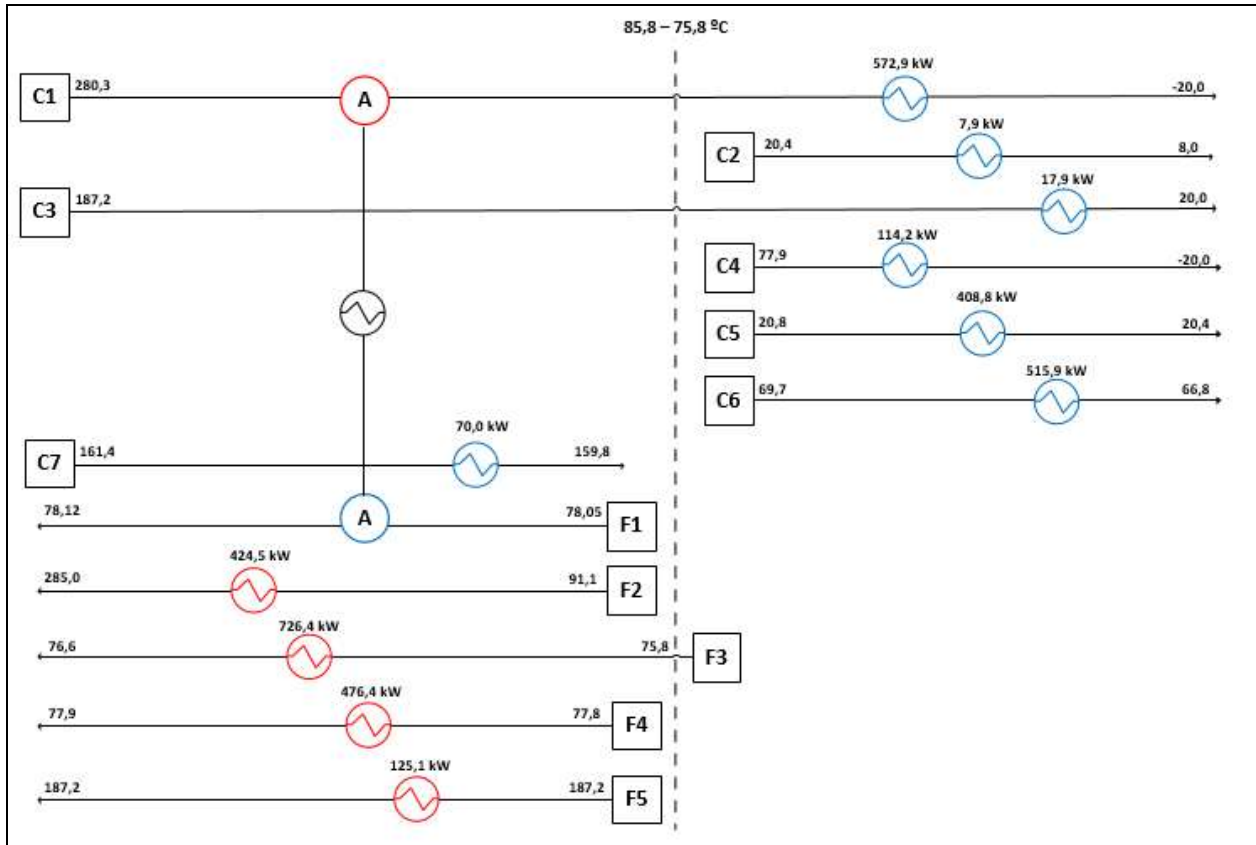 85,8 – 75,8 ºC
572,9 kW
C1 280,3 A -20,0
7,9 kW
C2 20,4 8,0
17,9 kW
C3 187,2 20,0
114,2 kW
C4 77,9 -20,0
408,8 kW
C5 20,8 20,4
515,9 kW
C6 69,7 66,8
70,0 kW
C7 161,4 159,8
78,12 A 78,05 F1
424,5 kW
285,0 91,1 F2
726,4 kW
76,6 75,8 F3
476,4 kW
77,9 77,8 F4
125,1 kW
187,2 187,2 F5